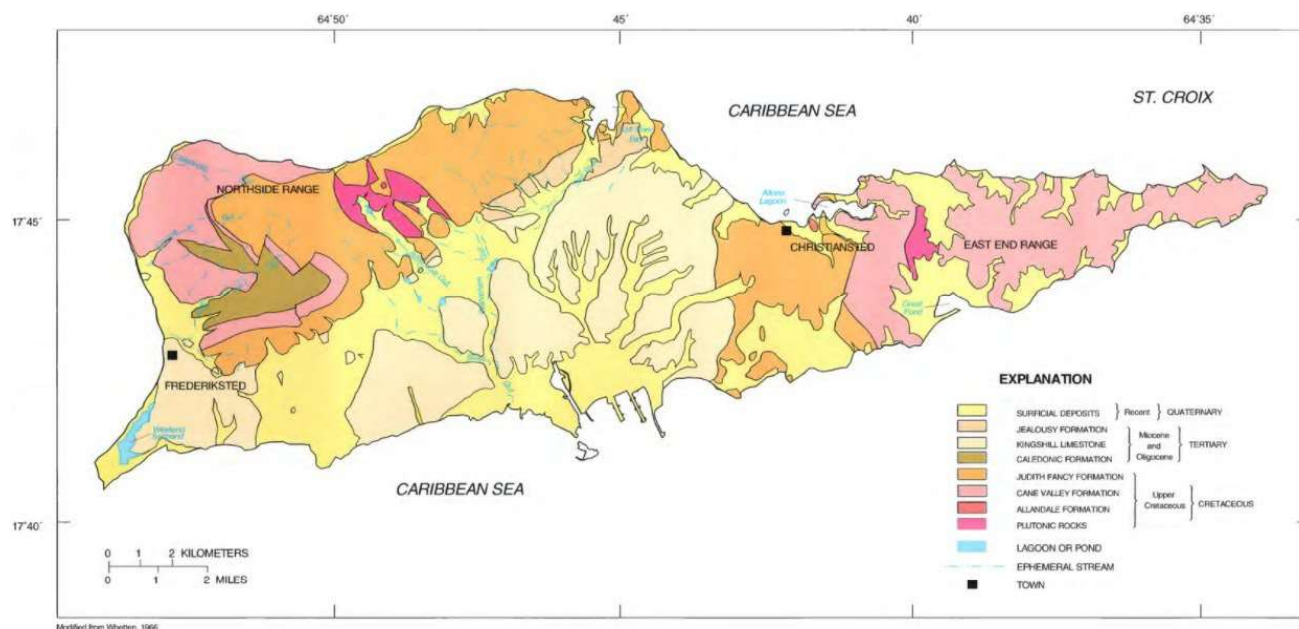 64°50'
45'
40'
64°35'
CARIBBEAN SEA
ST. CROIX
NORTHSIDE RANGE
17°45'
Altona
Lagoon
CHRISTIANSTED
EAST END RANGE
Great
Pond
FREDERIKSTED
CARIBBEAN SEA
17°40'
0 1 2 KILOMETERS
0 1 2 MILES
EXPLANATION
SURFICIAL DEPOSITS } Recent } QUATERNARY
JEALOUSY FORMATION
KINGSHILL LIMESTONE
CALEDONIC FORMATION
Miocene
and
Oligocene
TERTIARY
JUDITH FANCY FORMATION
CANE VALLEY FORMATION
ALLANDALE FORMATION
PLUTONIC ROCKS
Upper
Cretaceous
CRETACEOUS
LAGOON OR POND
EPHEMERAL STREAM
TOWN
Modified from Whetten, 1966